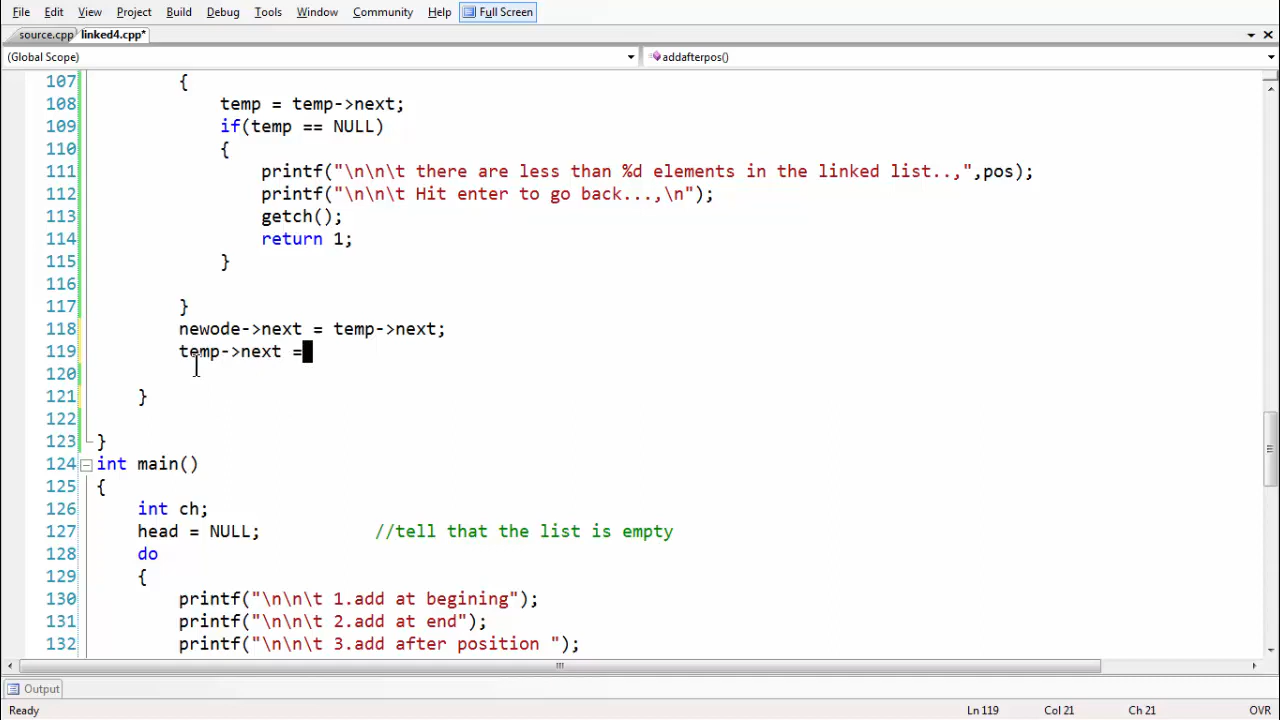 File Edit View Project Build Debug Tools Window Community Help Full Screen
source.cpp linked4.cpp*
(Global Scope) addafterpos()
107 {
108 temp = temp->next;
109 if(temp == NULL)
110 {
111 printf("\n\n\t there are less than %d elements in the linked list..,",pos);
112 printf("\n\n\t Hit enter to go back...,\n");
113 getch();
114 return 1;
115 }
116
117 }
118 newode->next = temp->next;
119 temp->next =
120
121 }
122
123 }
124 int main()
125 {
126 int ch;
127 head = NULL; //tell that the list is empty
128 do
129 {
130 printf("\n\n\t 1.add at begining");
131 printf("\n\n\t 2.add at end");
132 printf("\n\n\t 3.add after position ");
Output
Ready Ln 119 Col 21 Ch 21 OVR